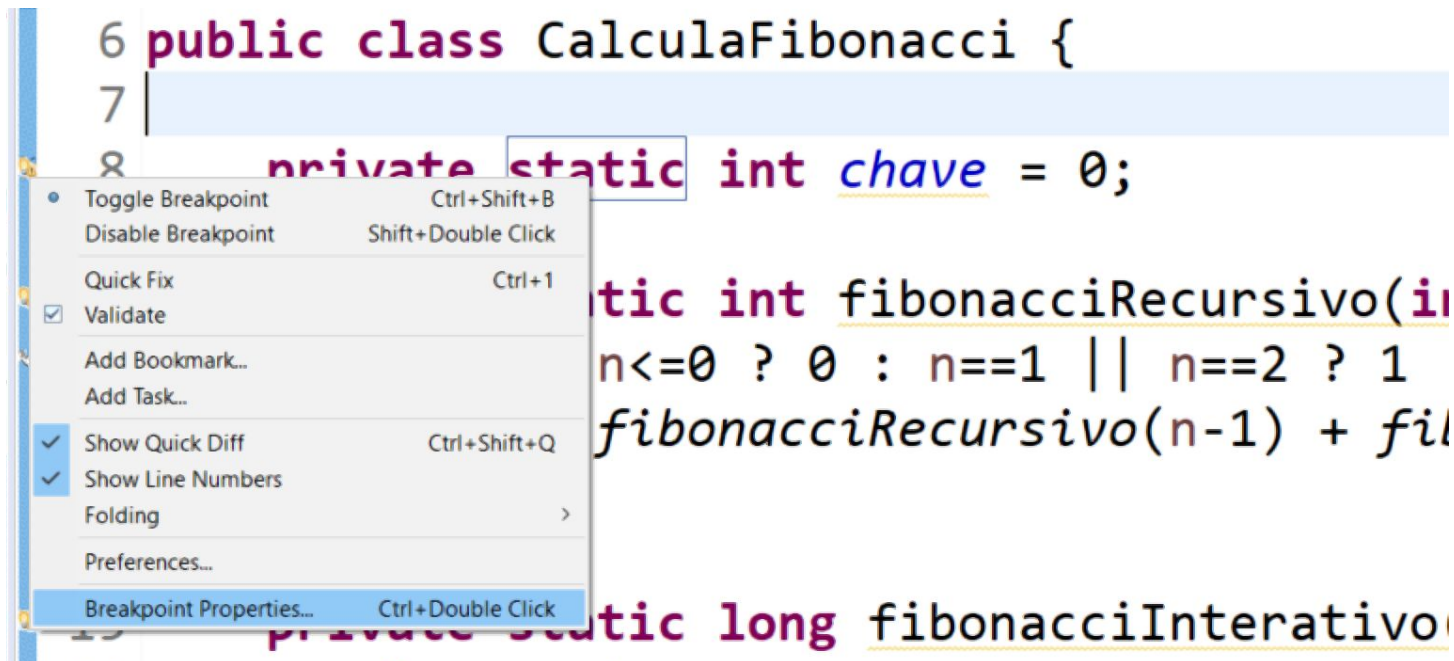 6 public class CalculaFibonacci {
7
8 private static int chave = 0;
Toggle Breakpoint Ctrl+Shift+B
Disable Breakpoint Shift+Double Click
Quick Fix Ctrl+1
tic int fibonacciRecursivo(in
Validate
Add Bookmark...
n<=0 ? 0 : n==1 || n==2 ? 1
Add Task...
Show Quick Diff Ctrl+Shift+Q
fibonacciRecursivo(n-1) + fib
Show Line Numbers
Folding
Preferences...
Breakpoint Properties... Ctrl+Double Click
private static long fibonacciInterativo(